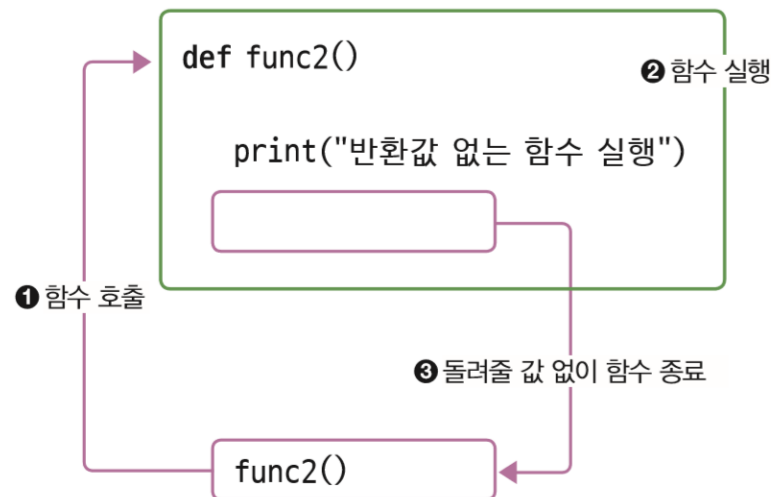 def func2()
❷ 함수 실행
print("반환값 없는 함수 실행")
❶ 함수 호출
❸ 돌려줄 값 없이 함수 종료
func2()